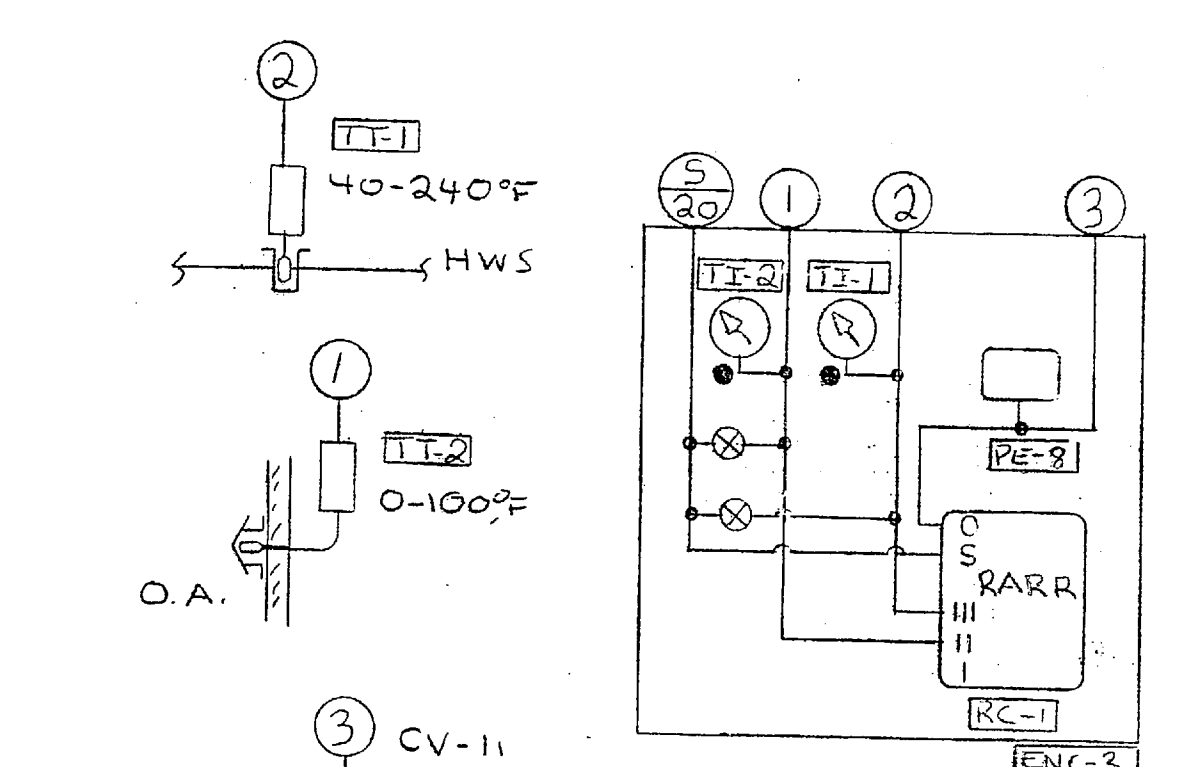 2
TT-1
40-240°F
HWS
1
TT-2
0-100°F
O.A.
3
CV-11
S
20
1
2
3
TI-2
TI-1
PE-8
O
S
RARR
III
II
I
RC-1
ENC-3